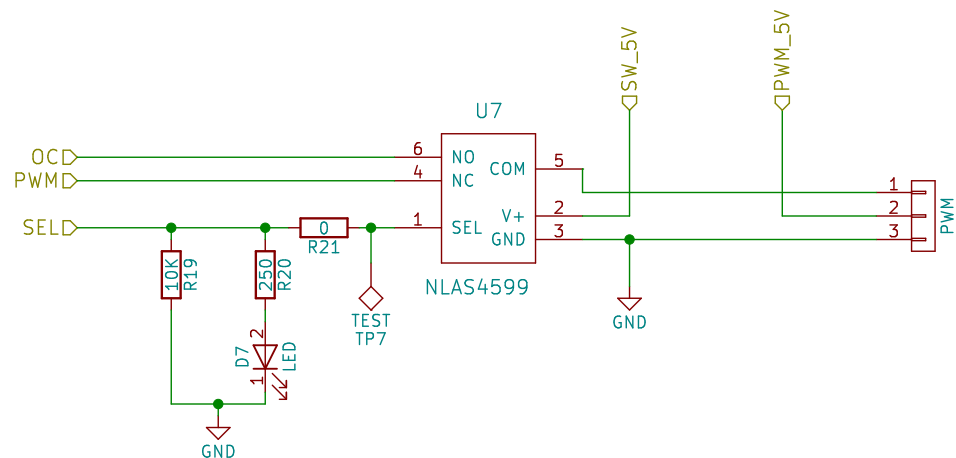 SW_5V
PWM_5V
U7
OC
6
NO
COM
5
PWM
4
NC
1
V+
2
2
SEL
1
SEL
GND
3
3
PWM
0
R21
10K
R19
250
R20
NLAS4599
TEST
TP7
GND
2
D7
LED
1
GND